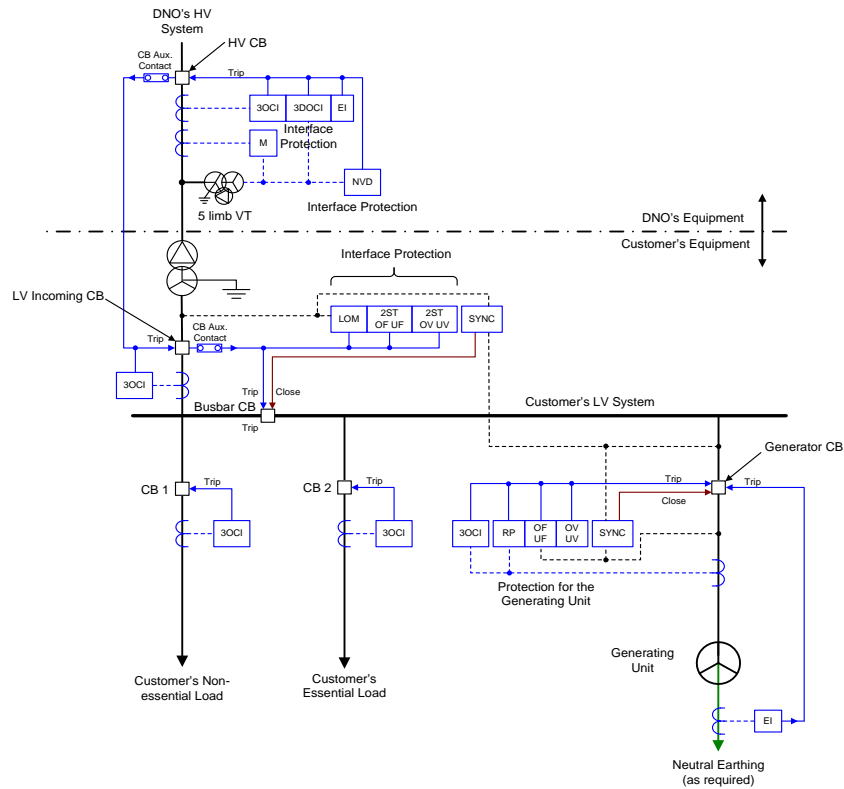 DNO's HV
System
HV CB
CB Aux.
Contact
Trip
3OCI
3DOCI
EI
Interface
Protection
M
NVD
5 limb VT
Interface Protection
DNO's Equipment
Customer's Equipment
Interface Protection
LV Incoming CB
CB Aux.
Contact
Trip
LOM
2ST
OF UF
2ST
OV UV
SYNC
3OCI
Trip
Close
Busbar CB
Trip
Customer's LV System
Generator CB
CB 1
Trip
3OCI
CB 2
Trip
3OCI
Trip
Close
Trip
3OCI
RP
OF
UF
OV
UV
SYNC
Protection for the
Generating Unit
Generating
Unit
Customer's Non-
essential Load
Customer's
Essential Load
EI
Neutral Earthing
(as required)